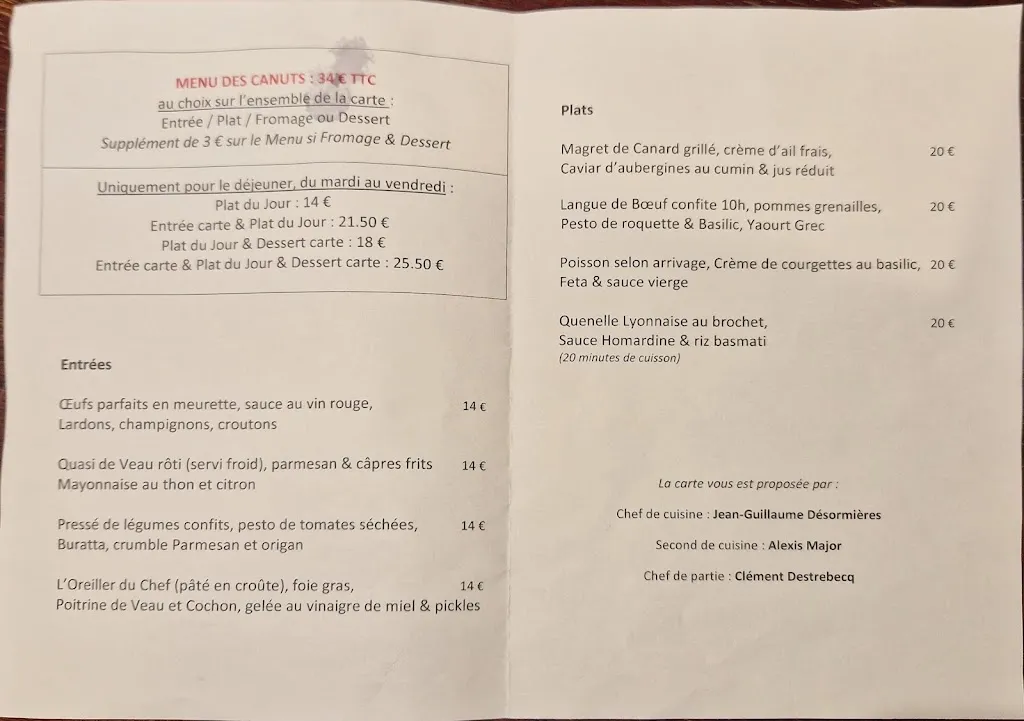 MENU DES CANUTS : 34 € TTC
au choix sur l'ensemble de la carte :
Entrée / Plat / Fromage ou Dessert
Supplément de 3 € sur le Menu si Fromage & Dessert
Uniquement pour le déjeuner, du mardi au vendredi :
Plat du Jour : 14 €
Entrée carte & Plat du Jour : 21.50 €
Plat du Jour & Dessert carte : 18 €
Entrée carte & Plat du Jour & Dessert carte : 25.50 €
Entrées
Œufs parfaits en meurette, sauce au vin rouge, 14 €
Lardons, champignons, croutons
Quasi de Veau rôti (servi froid), parmesan & câpres frits 14 €
Mayonnaise au thon et citron
Pressé de légumes confits, pesto de tomates séchées, 14 €
Buratta, crumble Parmesan et origan
L'Oreiller du Chef (pâté en croûte), foie gras, 14 €
Poitrine de Veau et Cochon, gelée au vinaigre de miel & pickles
Plats
Magret de Canard grillé, crème d'ail frais, 20 €
Caviar d'aubergines au cumin & jus réduit
Langue de Bœuf confite 10h, pommes grenailles, 20 €
Pesto de roquette & Basilic, Yaourt Grec
Poisson selon arrivage, Crème de courgettes au basilic, 20 €
Feta & sauce vierge
Quenelle Lyonnaise au brochet, 20 €
Sauce Homardine & riz basmati
(20 minutes de cuisson)
La carte vous est proposée par :
Chef de cuisine : Jean-Guillaume Désormières
Second de cuisine : Alexis Major
Chef de partie : Clément Destrebecq